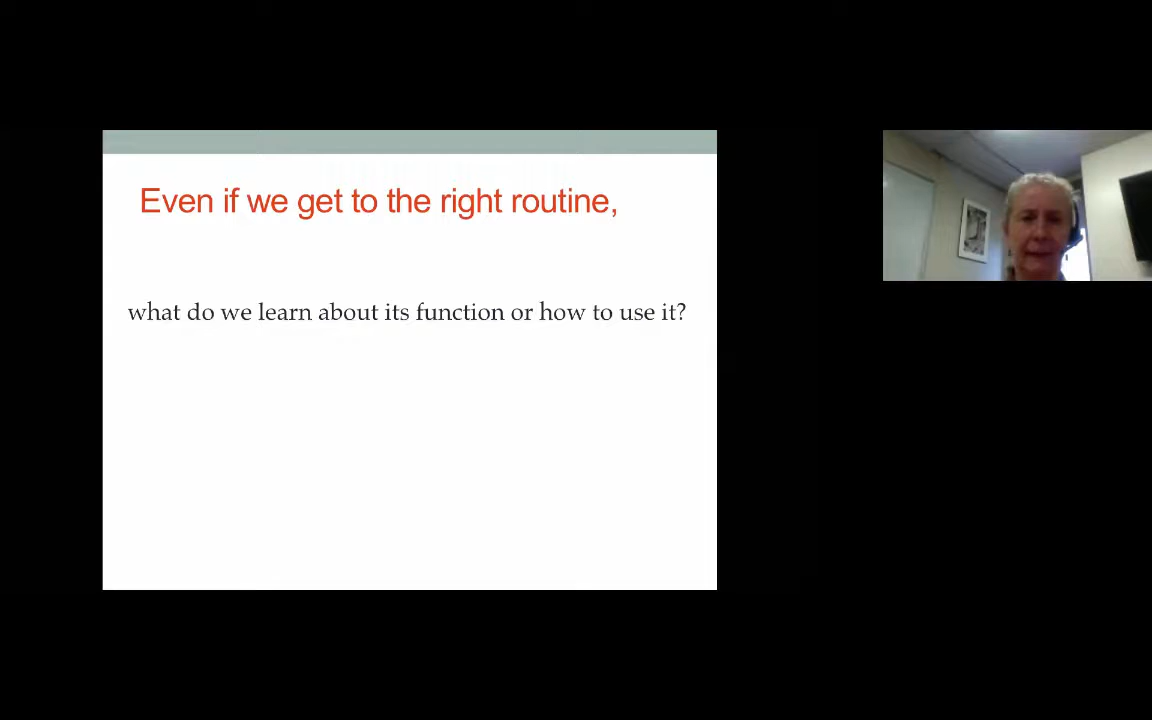 Even if we get to the right routine,
what do we learn about its function or how to use it?